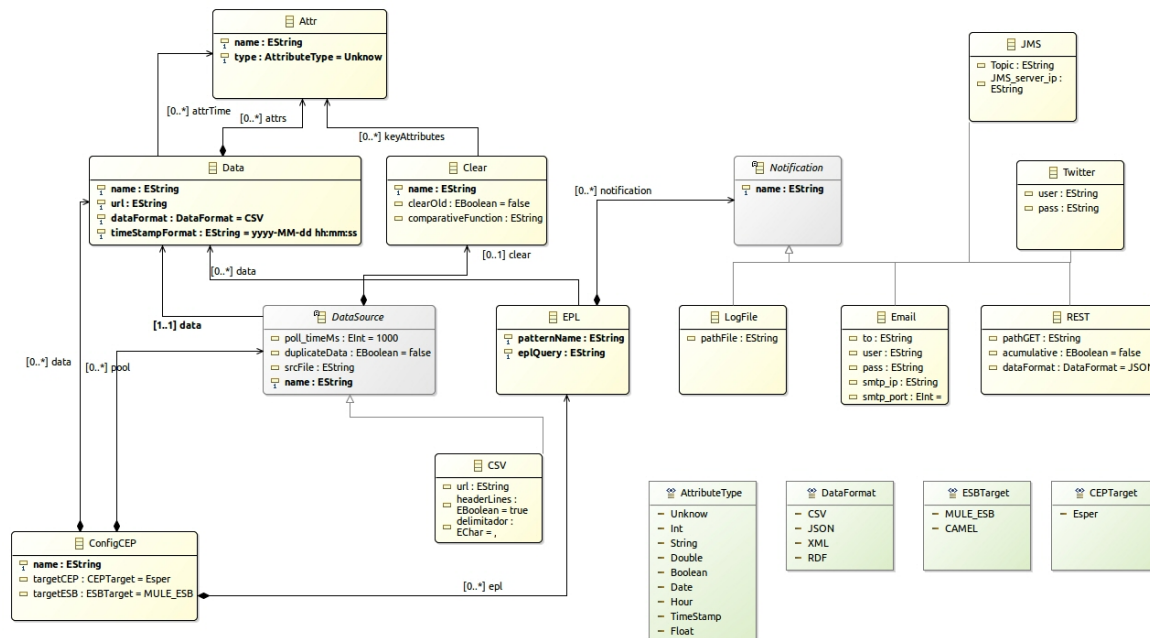 Attr
name : EString
type : AttributeType = Unknow
JMS
Topic : EString
JMS_server_ip :
EString
[0..*] attrTime
[0..*] attrs
[0..*] keyAttributes
Data
name : EString
url : EString
dataFormat : DataFormat = CSV
timeStampFormat : EString = yyyy-MM-dd hh:mm:ss
Clear
name : EString
clearOld : EBoolean = false
comparativeFunction : EString
[0..*] notification
Notification
name : EString
Twitter
user : EString
pass : EString
[0..1] clear
[0..*] data
[1..1] data
DataSource
poll_timeMs : EInt = 1000
duplicateData : EBoolean = false
srcFile : EString
name : EString
EPL
patternName : EString
eplQuery : EString
LogFile
pathFile : EString
Email
to : EString
user : EString
pass : EString
smtp_ip : EString
smtp_port : EInt =
REST
pathGET : EString
acumulative : EBoolean = false
dataFormat : DataFormat = JSON
[0..*] data
[0..*] pool
CSV
url : EString
headerLines :
EBoolean = true
delimitador :
EChar = ,
ConfigCEP
name : EString
targetCEP : CEPTarget = Esper
targetESB : ESBTarget = MULE_ESB
[0..*] epl
AttributeType
Unknow
Int
String
Double
Boolean
Date
Hour
TimeStamp
Float
DataFormat
CSV
JSON
XML
RDF
ESBTarget
MULE_ESB
CAMEL
CEPTarget
Esper